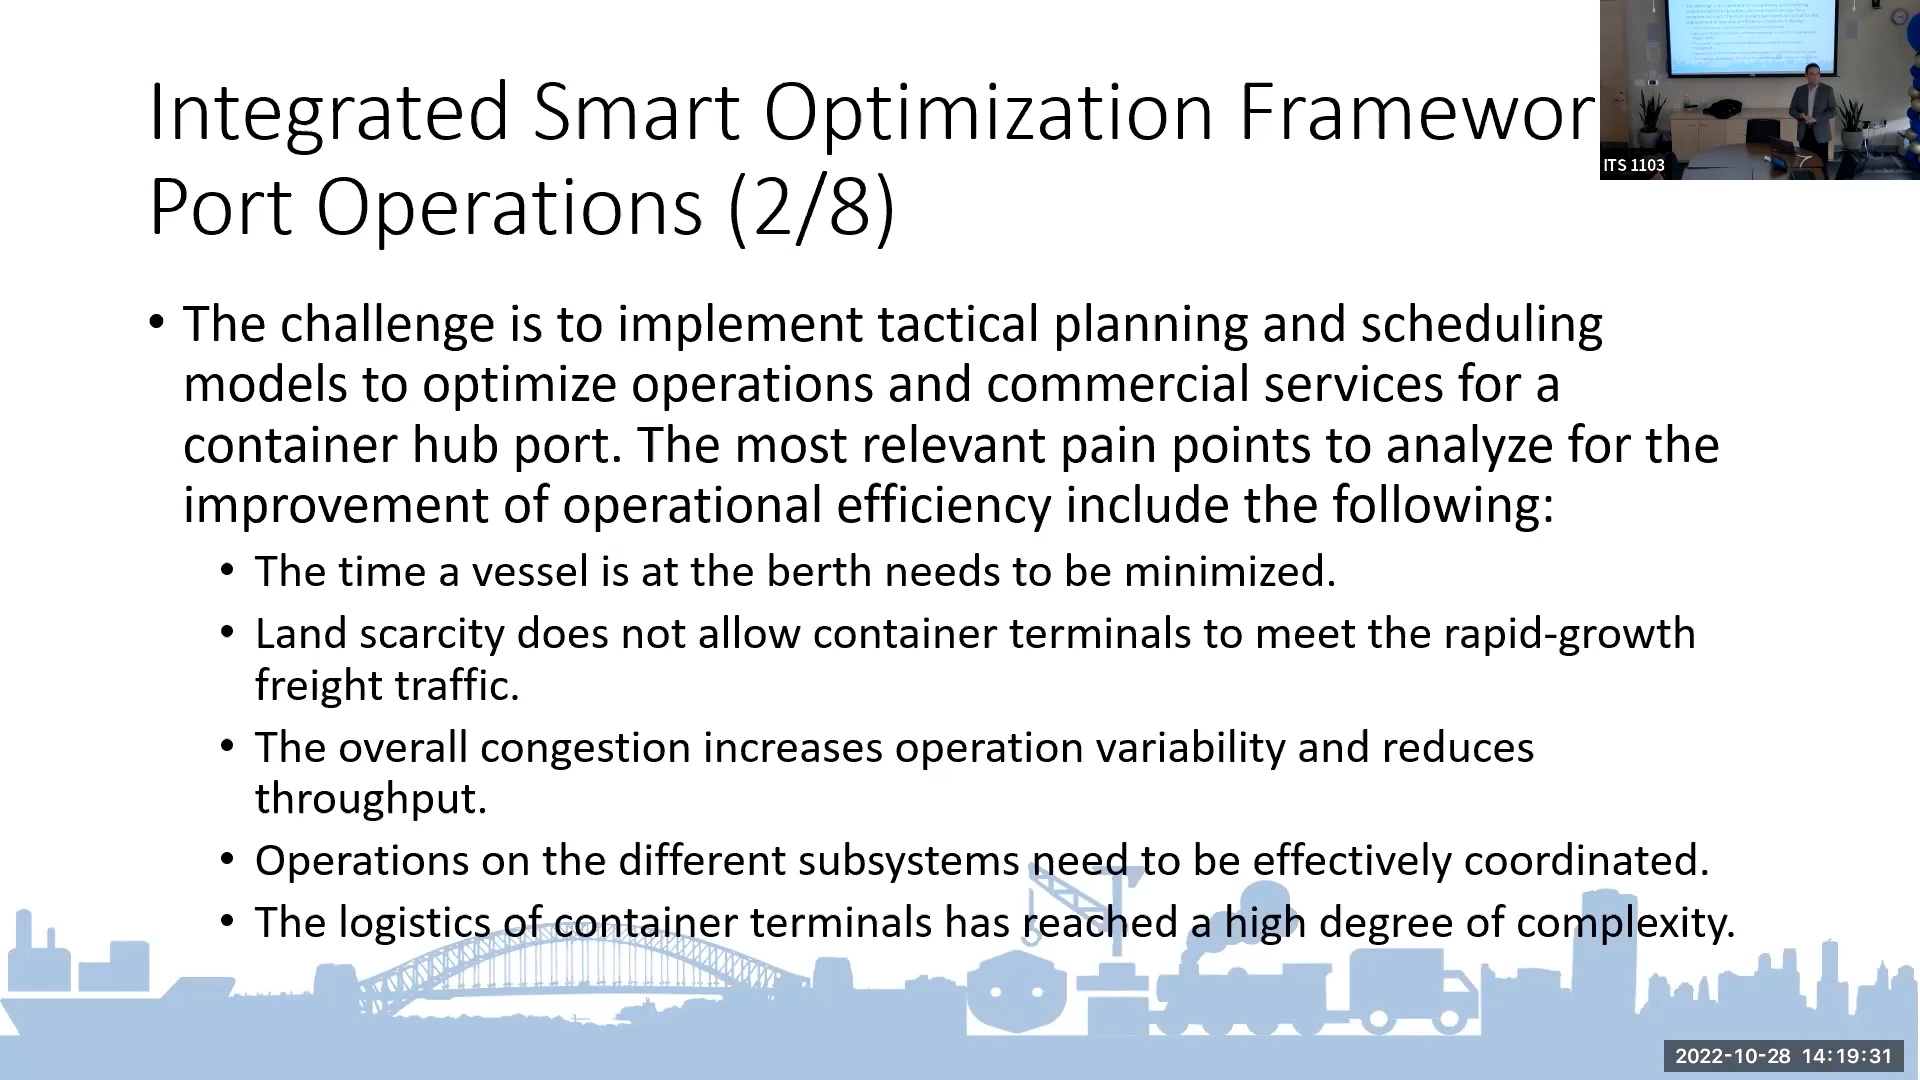 Integrated Smart Optimization Framewor
Port Operations (2/8)
• The challenge is to implement tactical planning and scheduling
models to optimize operations and commercial services for a
container hub port. The most relevant pain points to analyze for the
improvement of operational efficiency include the following:
• The time a vessel is at the berth needs to be minimized.
• Land scarcity does not allow container terminals to meet the rapid-growth
freight traffic.
• The overall congestion increases operation variability and reduces
throughput.
• Operations on the different subsystems need to be effectively coordinated.
• The logistics of container terminals has reached a high degree of complexity.
ITS 1103
2022-10-28 14:19:31